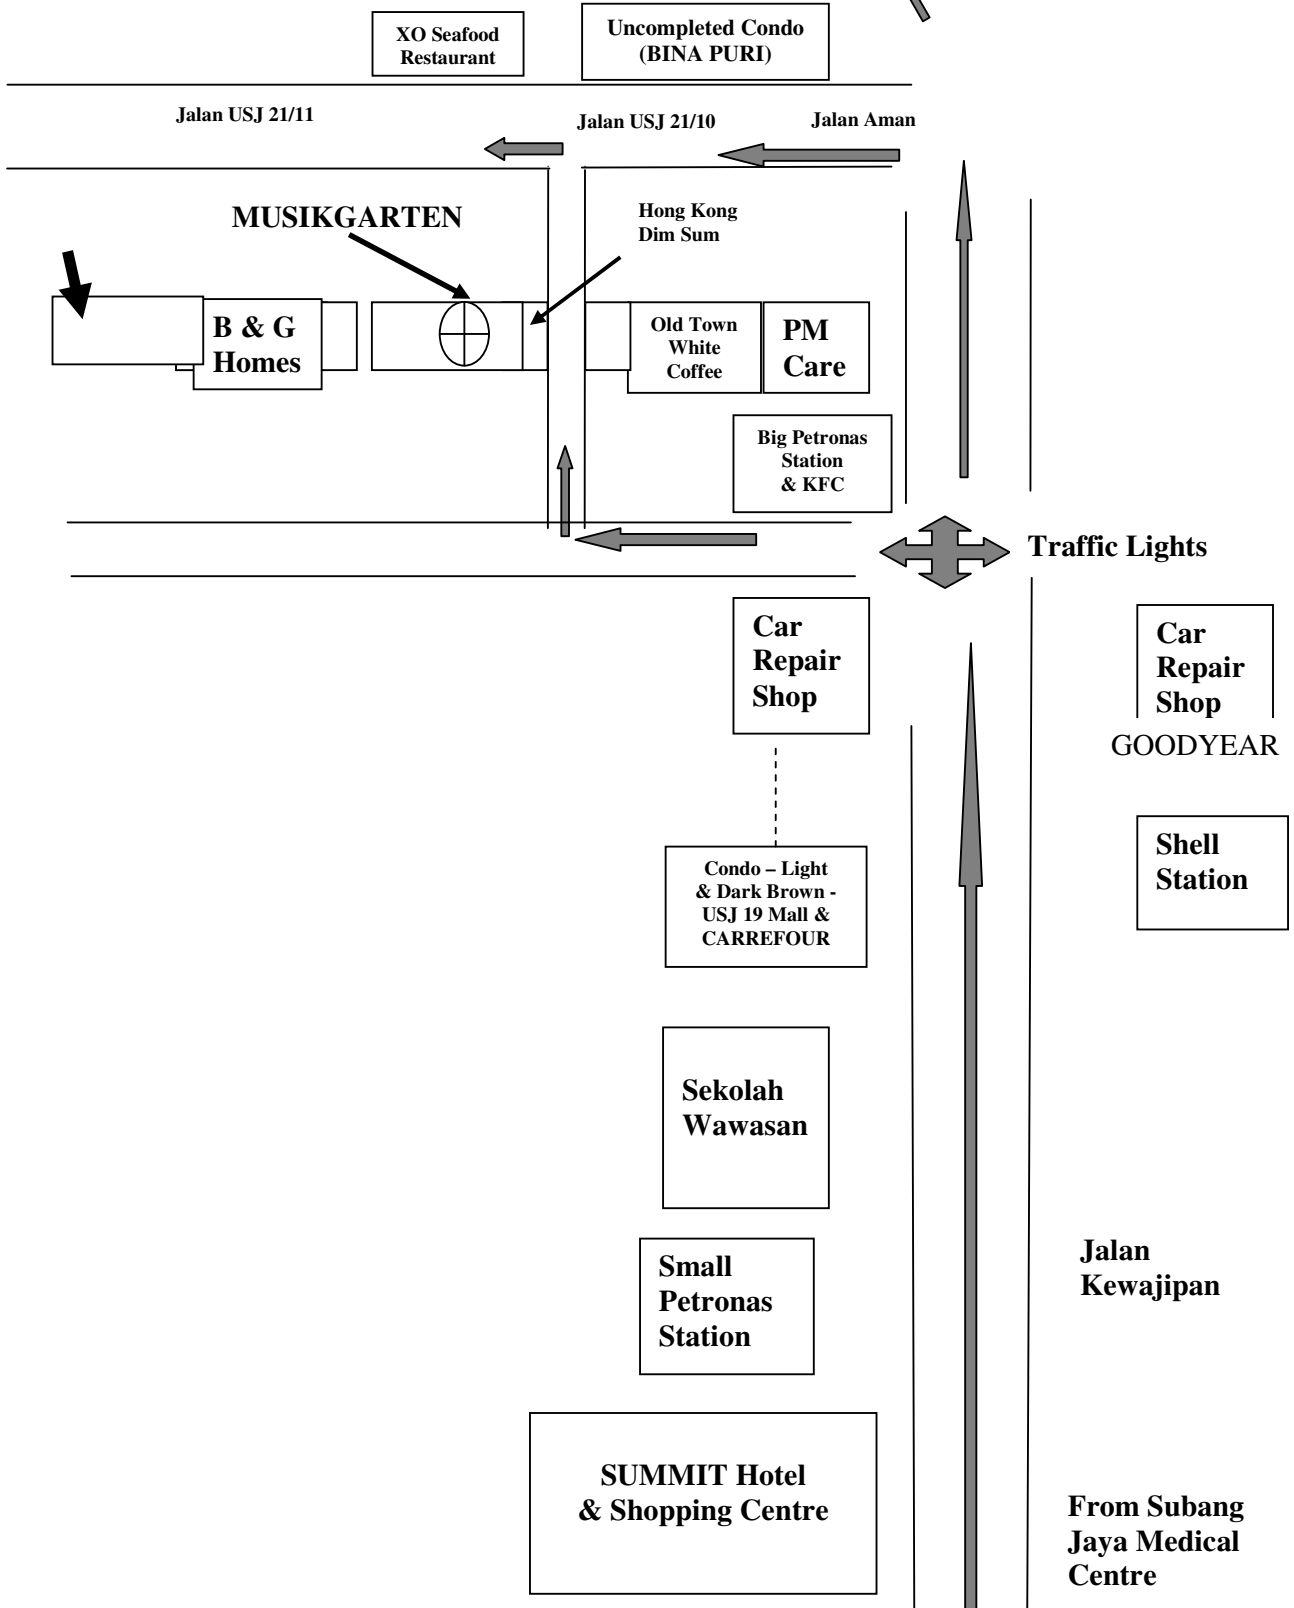 XO Seafood
Restaurant
Uncompleted Condo
(BINA PURI)
Jalan USJ 21/11
Jalan USJ 21/10
Jalan Aman
MUSIKGARTEN
Hong Kong
Dim Sum
B & G
Homes
Old Town
White
Coffee
PM
Care
Big Petronas
Station
& KFC
Traffic Lights
Car
Repair
Shop
Car
Repair
Shop
GOODYEAR
Condo – Light
& Dark Brown -
USJ 19 Mall &
CARREFOUR
Shell
Station
Sekolah
Wawasan
Small
Petronas
Station
Jalan
Kewajipan
SUMMIT Hotel
& Shopping Centre
From Subang
Jaya Medical
Centre